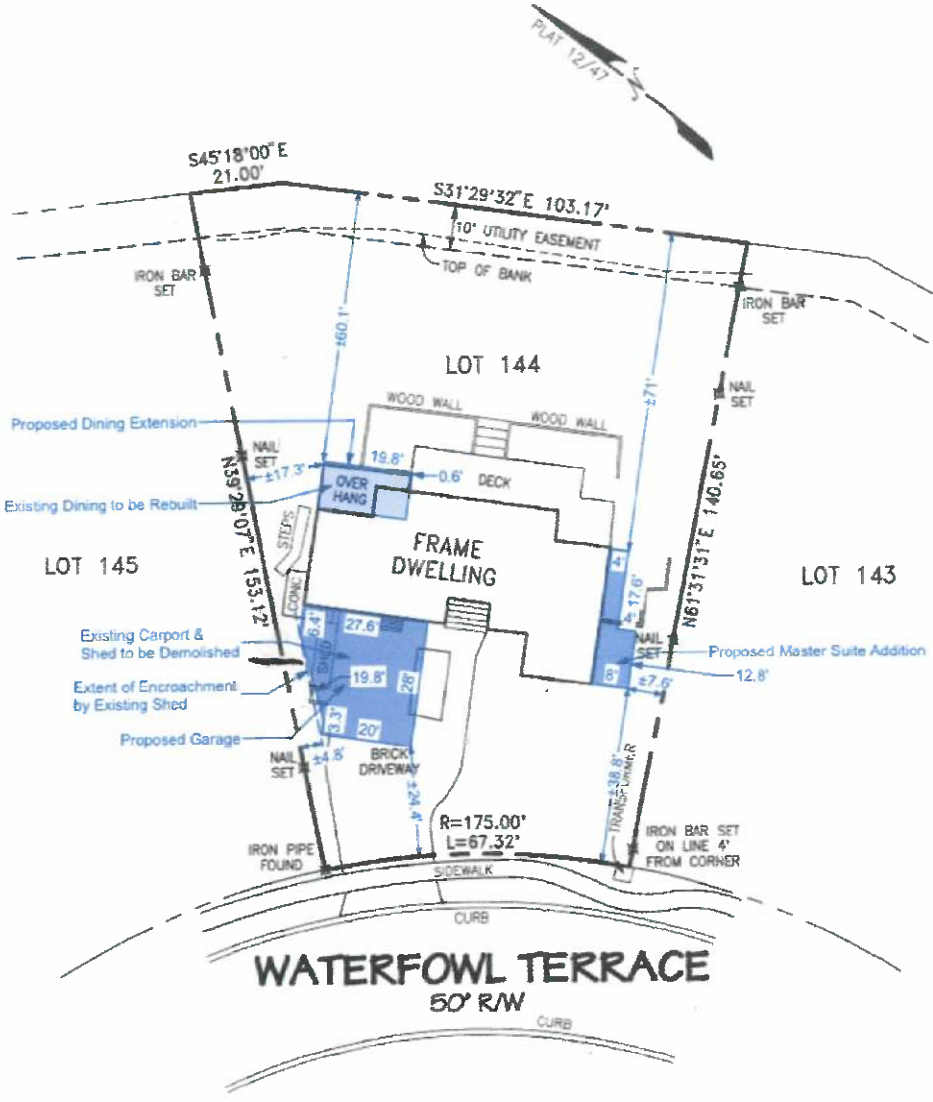 PLAT 12/47
N
S45°18'00"E
21.00'
S31°29'32"E 103.17'
10' UTILITY EASEMENT
TOP OF BANK
IRON BAR
SET
IRON BAR
SET
±60.1'
±71'
LOT 144
NAIL
SET
WOOD WALL
WOOD WALL
Proposed Dining Extension
NAIL
SET
±17.3'
19.8'
0.6'
DECK
OVER
HANG
Existing Dining to be Rebuilt
N39°29'07"E 153.12'
N61°31'31"E 140.65'
STEPS
FRAME
DWELLING
4'
17.6'
LOT 145
LOT 143
CONC
6.4'
27.6'
4'
NAIL
SET
Existing Carport &
Shed to be Demolished
SHED
Proposed Master Suite Addition
8'
±7.6'
12.8'
19.8'
28'
Extent of Encroachment
by Existing Shed
Proposed Garage
3.3'
20'
NAIL
SET
±4.8'
BRICK
DRIVEWAY
±24.4'
±38.8'
TRANSFORMER
R=175.00'
L=67.32'
IRON PIPE
FOUND
IRON BAR SET
ON LINE 4'
FROM CORNER
SIDEWALK
CURB
WATERFOWL TERRACE
50' R/W
CURB